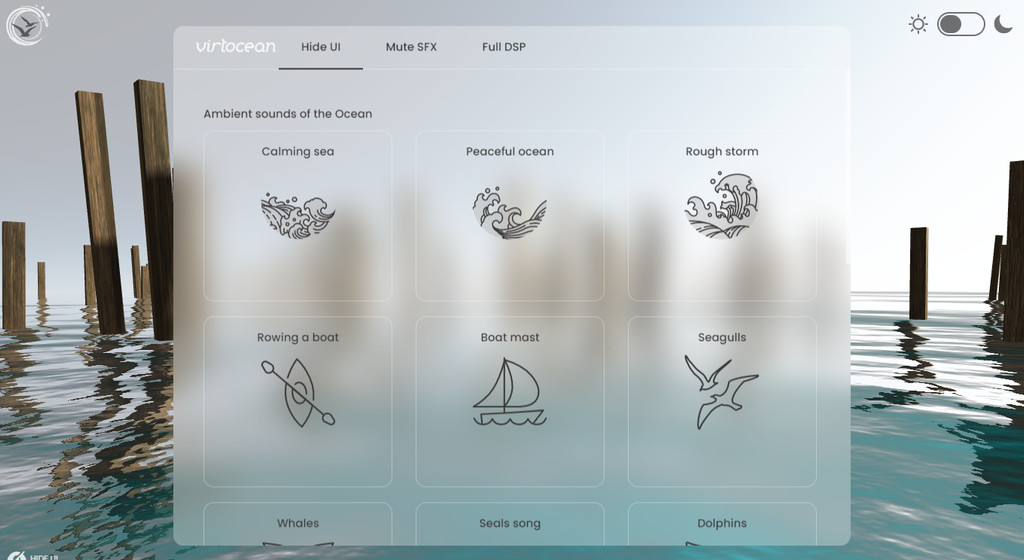 virtocean
Hide UI
Mute SFX
Full DSP
Ambient sounds of the Ocean
Calming sea
Peaceful ocean
Rough storm
Rowing a boat
Boat mast
Seagulls
Whales
Seals song
Dolphins
HIDE UI